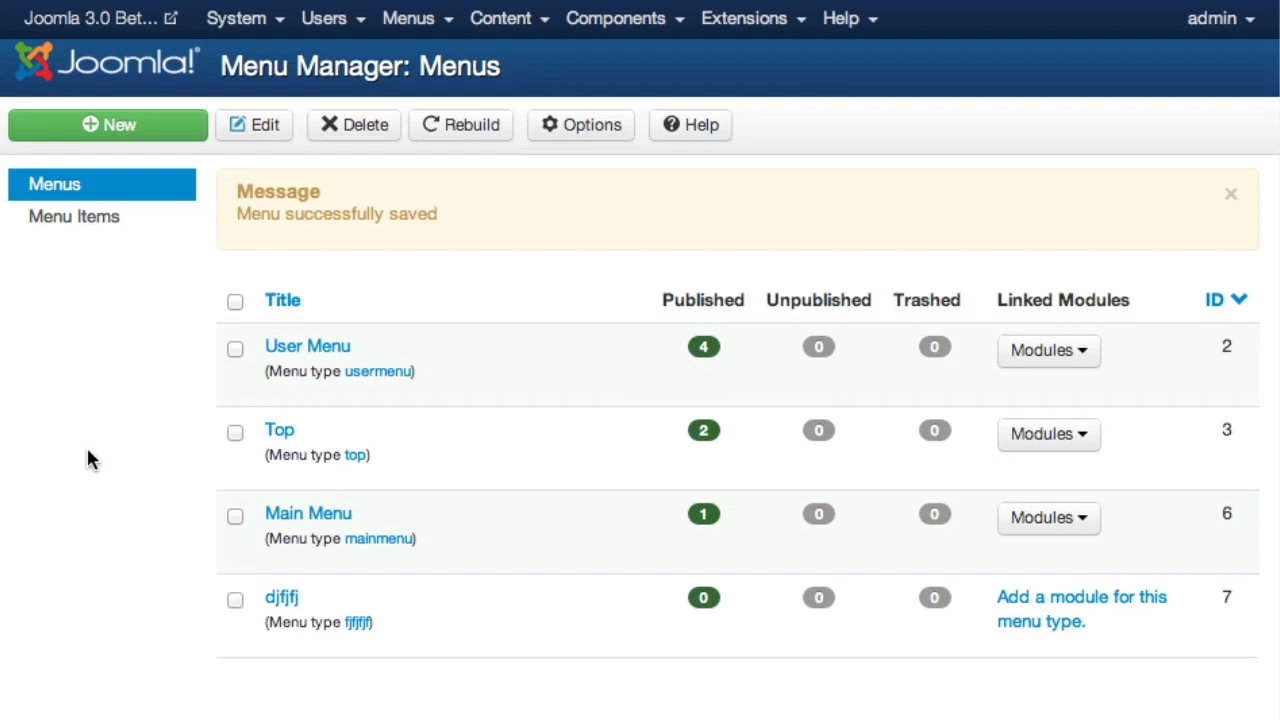 Joomla 3.0 Bet... System Users Menus Content Components Extensions Help admin
Joomla!® Menu Manager: Menus
New Edit Delete Rebuild Options Help
Menus
Menu Items
Message ×
Menu successfully saved
Title Published Unpublished Trashed Linked Modules ID
User Menu 4 0 0 Modules 2
(Menu type usermenu)
Top 2 0 0 Modules 3
(Menu type top)
Main Menu 1 0 0 Modules 6
(Menu type mainmenu)
djfjfj 0 0 0 Add a module for this 7
(Menu type fjfjfjf) menu type.